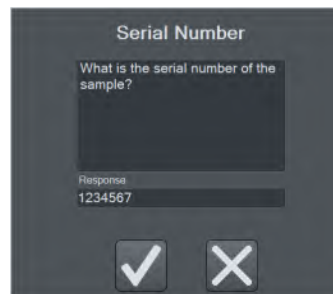 Serial Number
What is the serial number of the
sample?
Response
1234567